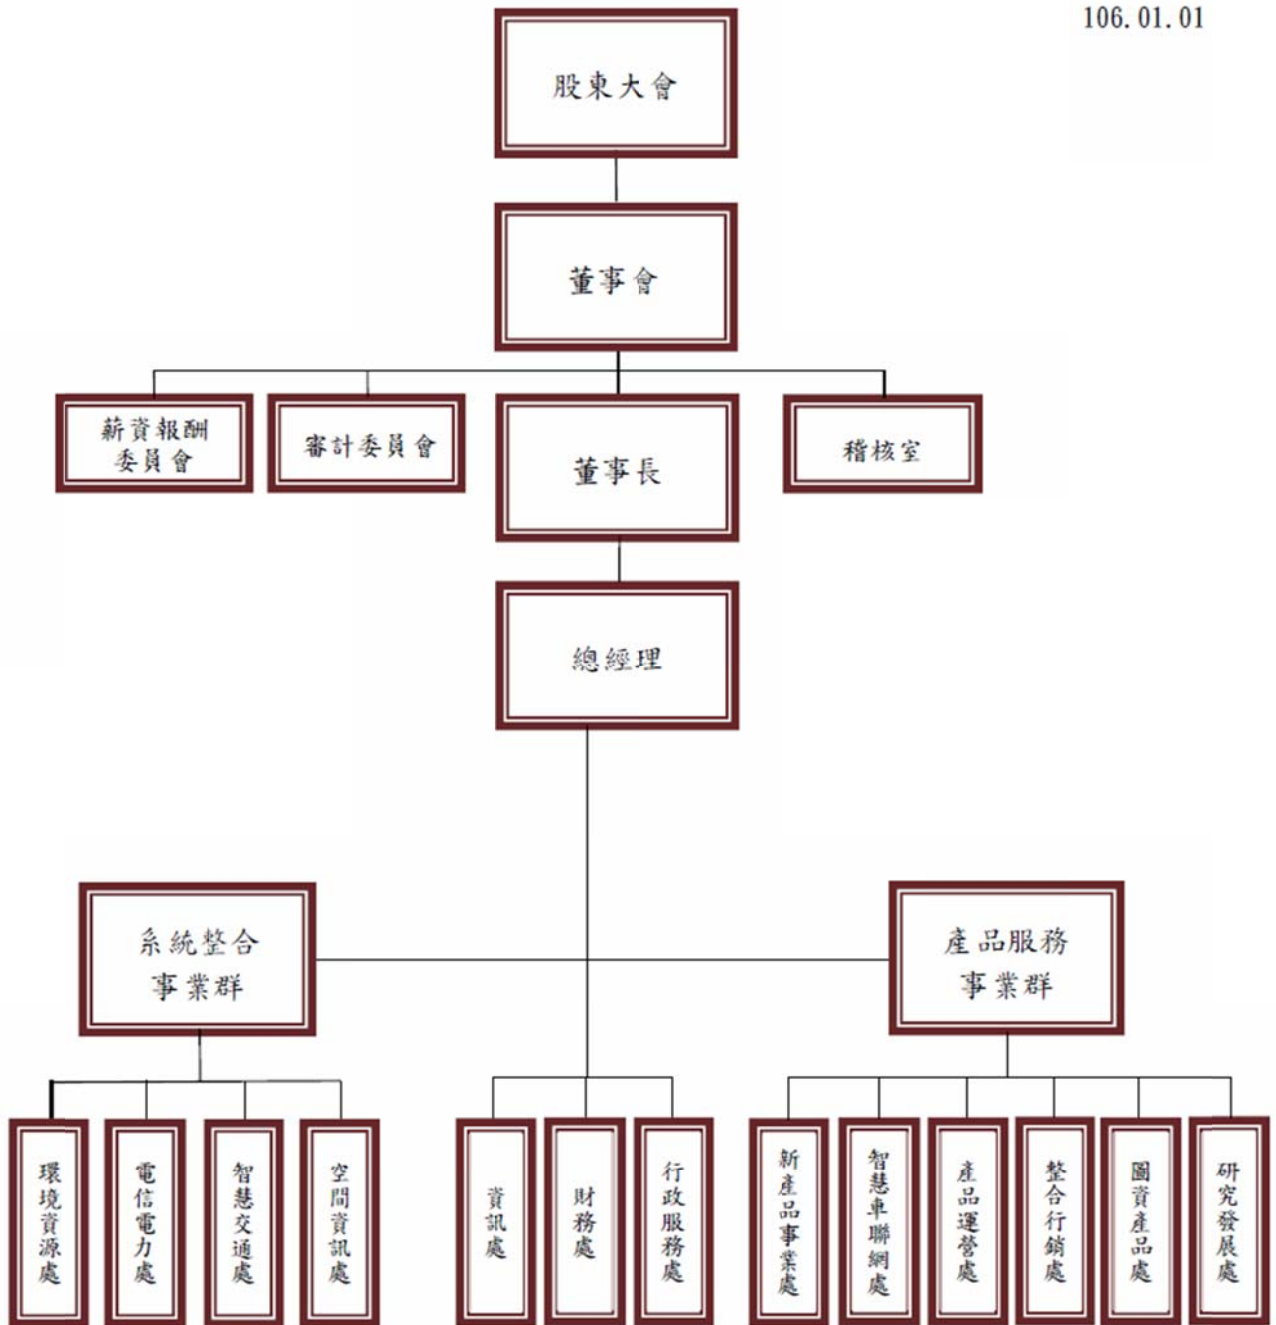 106.01.01
股東大會
董事會
薪資報酬
委員會
審計委員會
董事長
稽核室
總經理
系統整合
事業群
產品服務
事業群
環境資源處
電信電力處
智慧交通處
空間資訊處
資訊處
財務處
行政服務處
新產品事業處
智慧車聯網處
產品運營處
整合行銷處
圖資產品處
研究發展處